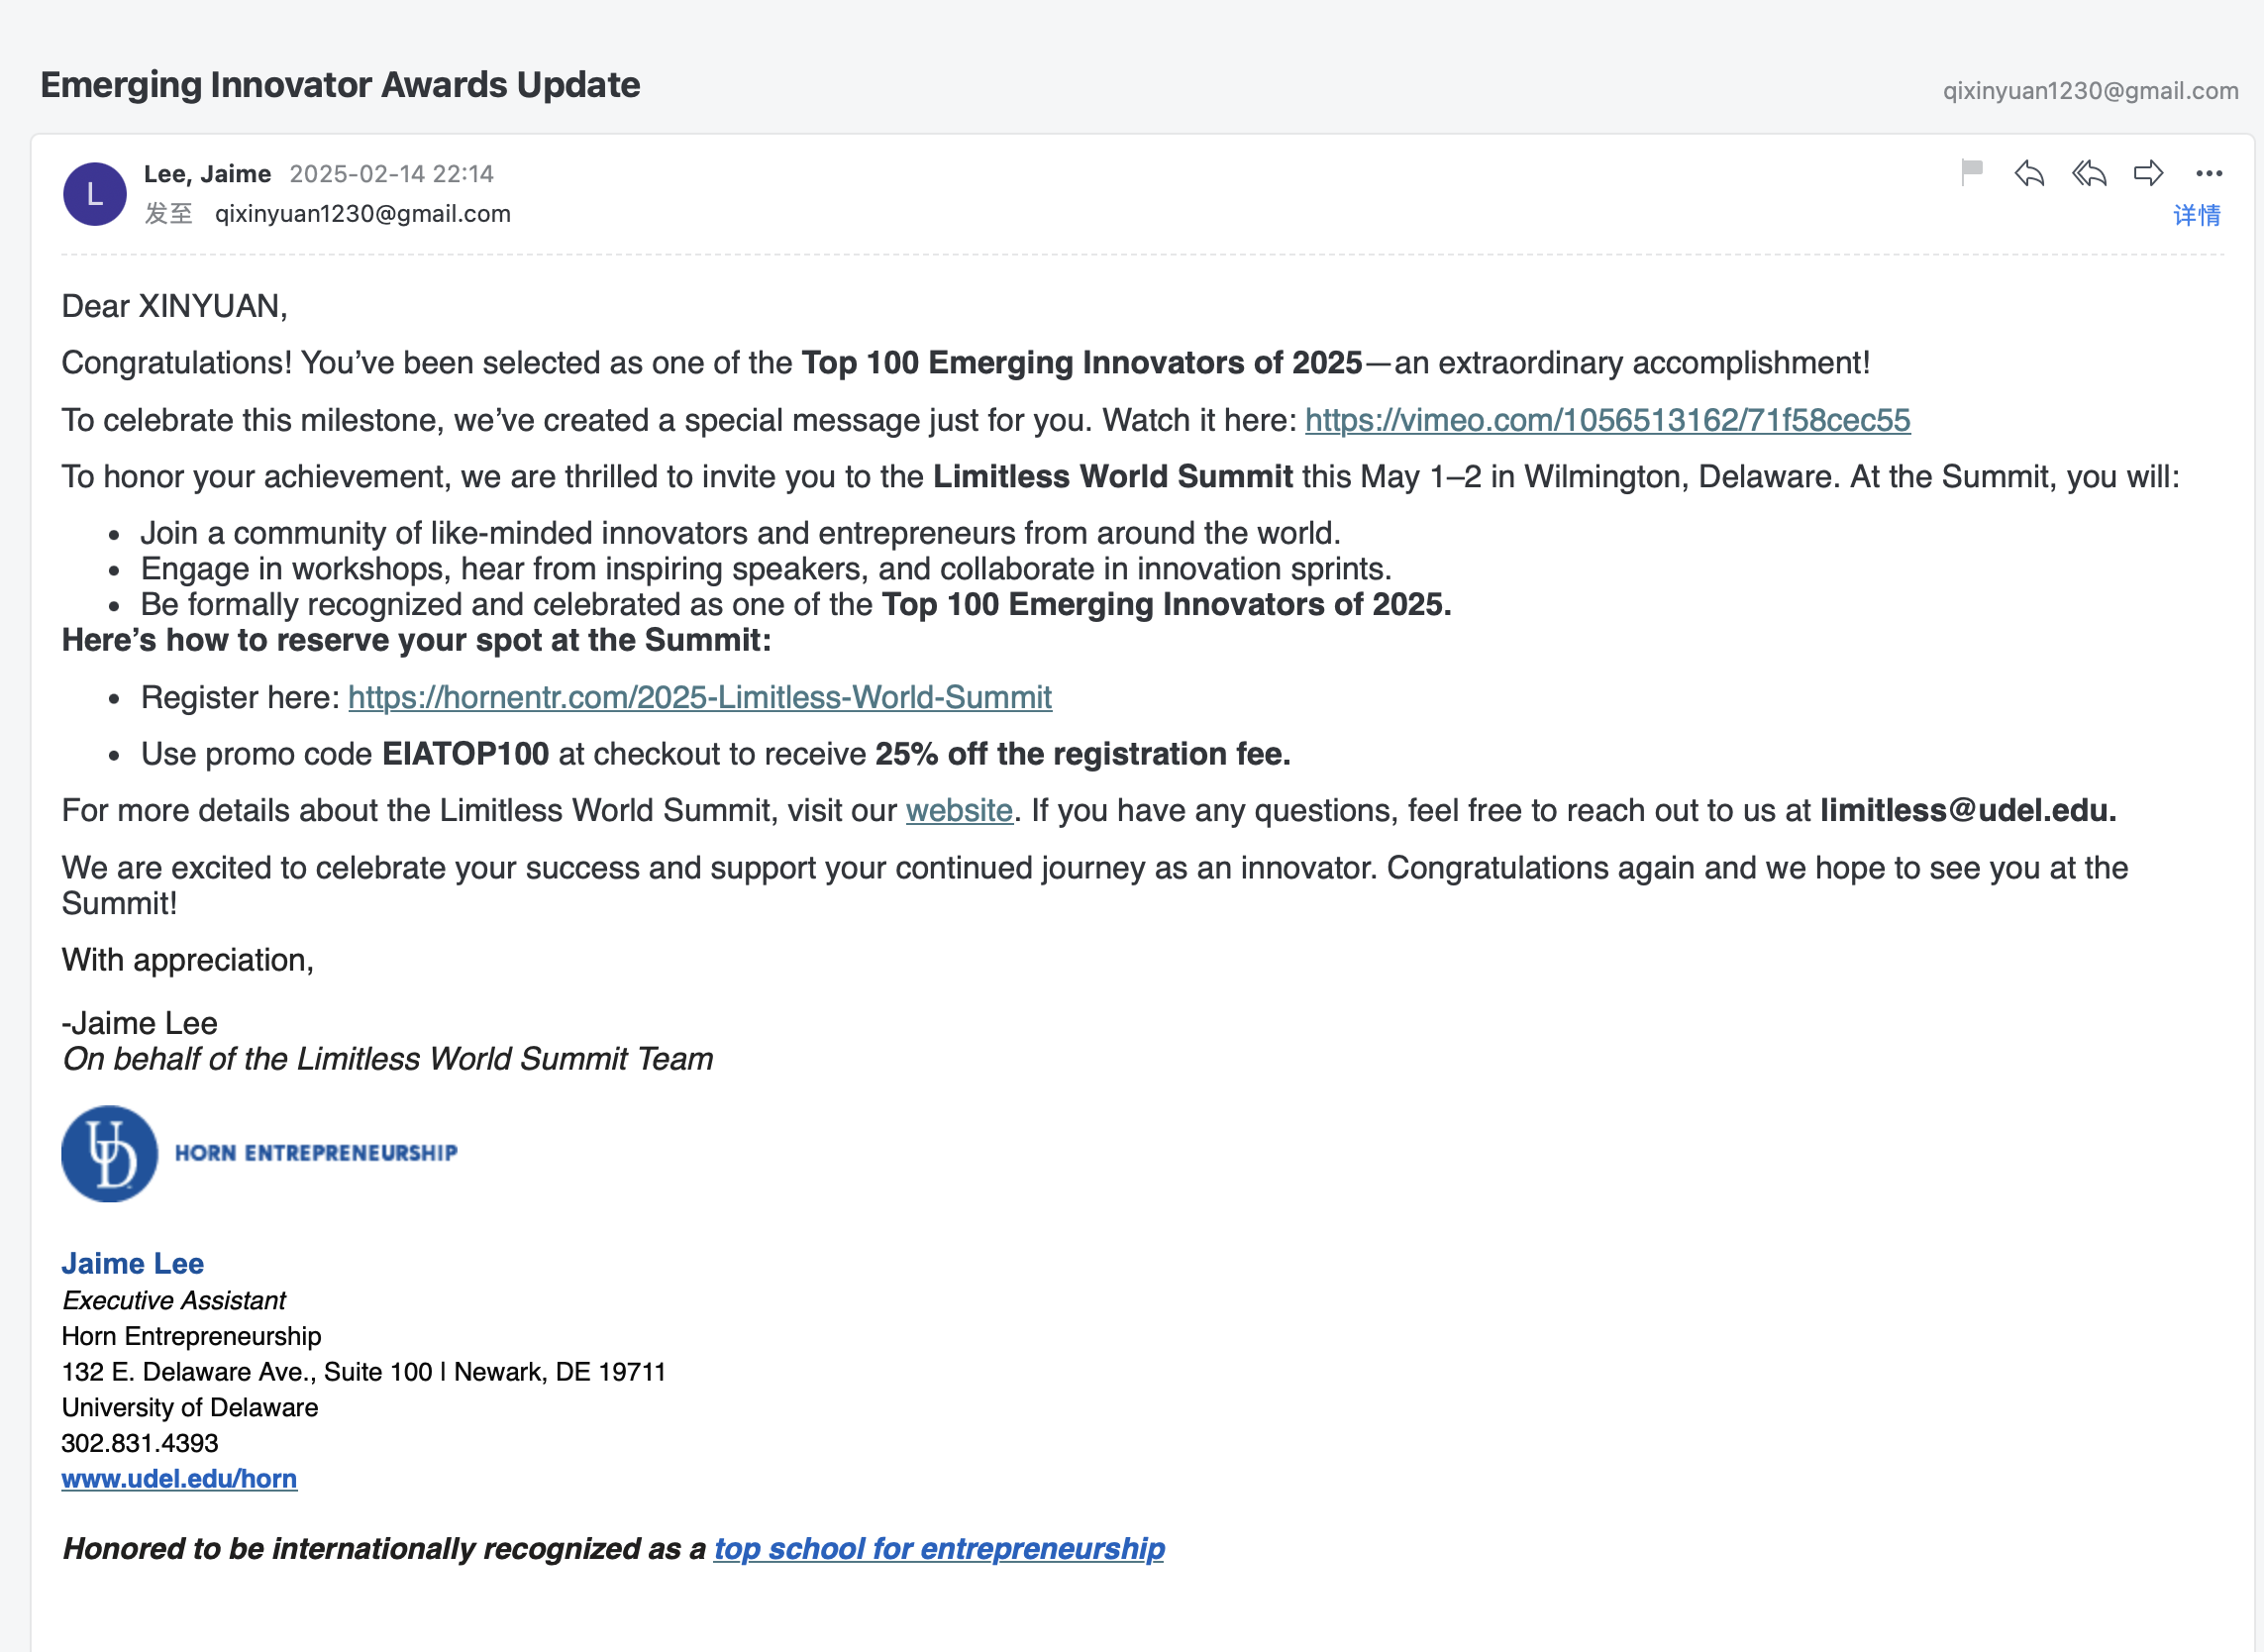 Emerging Innovator Awards Update
qixinyuan1230@gmail.com
L
Lee, Jaime 2025-02-14 22:14
发至 qixinyuan1230@gmail.com
详情
Dear XINYUAN,
Congratulations! You’ve been selected as one of the Top 100 Emerging Innovators of 2025—an extraordinary accomplishment!
To celebrate this milestone, we’ve created a special message just for you. Watch it here: https://vimeo.com/1056513162/71f58cec55
To honor your achievement, we are thrilled to invite you to the Limitless World Summit this May 1–2 in Wilmington, Delaware. At the Summit, you will:
• Join a community of like-minded innovators and entrepreneurs from around the world.
• Engage in workshops, hear from inspiring speakers, and collaborate in innovation sprints.
• Be formally recognized and celebrated as one of the Top 100 Emerging Innovators of 2025.
Here’s how to reserve your spot at the Summit:
• Register here: https://hornentr.com/2025-Limitless-World-Summit
• Use promo code EIATOP100 at checkout to receive 25% off the registration fee.
For more details about the Limitless World Summit, visit our website. If you have any questions, feel free to reach out to us at limitless@udel.edu.
We are excited to celebrate your success and support your continued journey as an innovator. Congratulations again and we hope to see you at the
Summit!
With appreciation,
-Jaime Lee
On behalf of the Limitless World Summit Team
UD HORN ENTREPRENEURSHIP
Jaime Lee
Executive Assistant
Horn Entrepreneurship
132 E. Delaware Ave., Suite 100 | Newark, DE 19711
University of Delaware
302.831.4393
www.udel.edu/horn
Honored to be internationally recognized as a top school for entrepreneurship